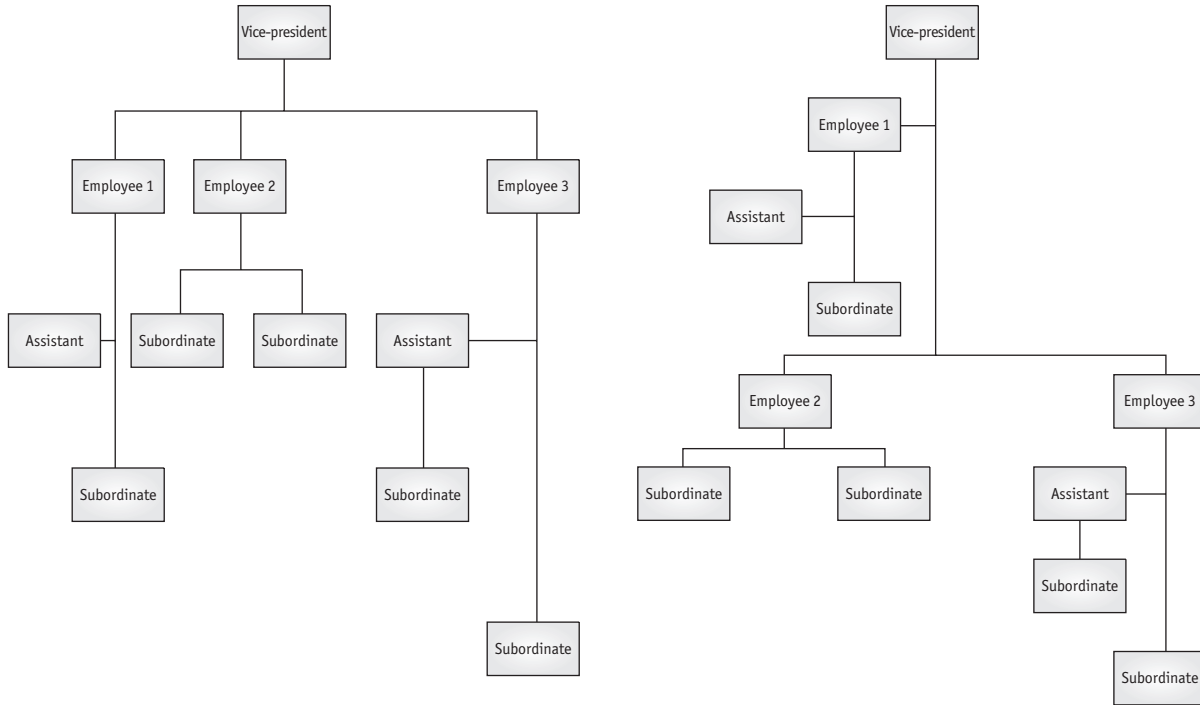 Vice-president
Employee 1
Employee 2
Employee 3
Assistant
Subordinate
Subordinate
Assistant
Subordinate
Subordinate
Subordinate
Vice-president
Employee 1
Assistant
Subordinate
Employee 2
Employee 3
Subordinate
Subordinate
Assistant
Subordinate
Subordinate